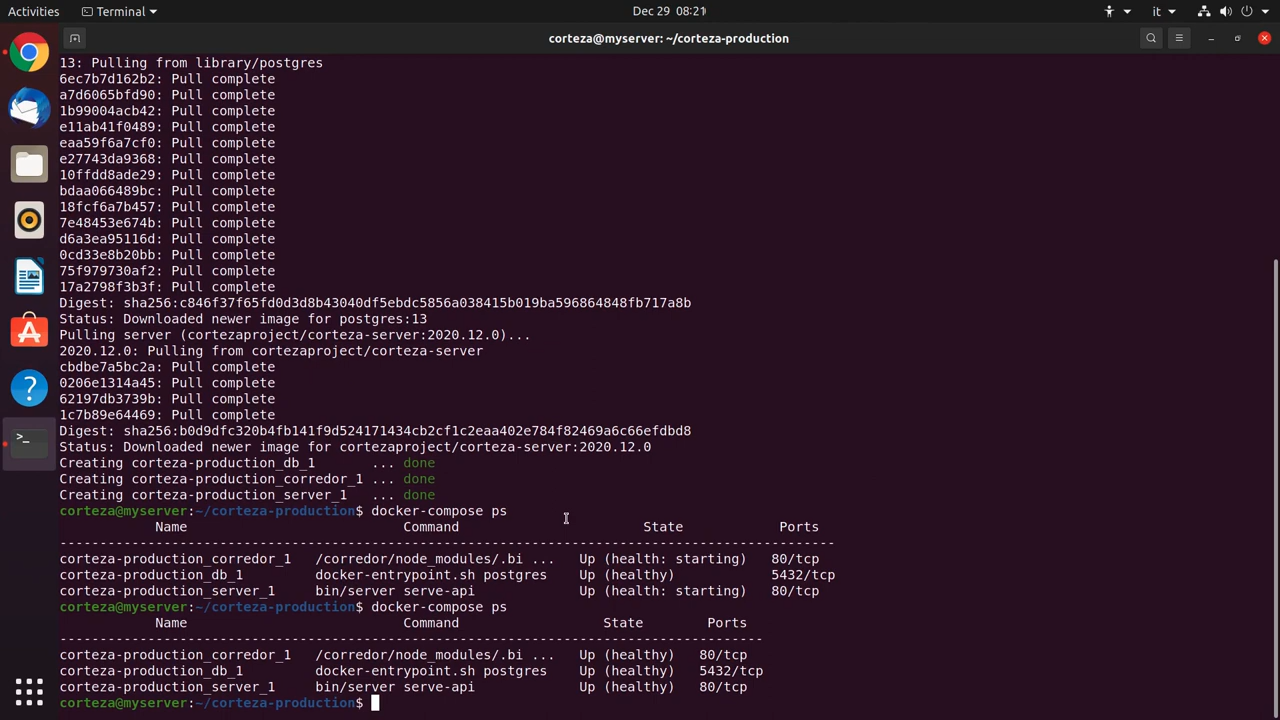 Activities Terminal Dec 29 08:21 it
corteza@myserver: ~/corteza-production
13: Pulling from library/postgres
6ec7b7d162b2: Pull complete
a7d6065bfd90: Pull complete
1b99004acb42: Pull complete
e11ab41f0489: Pull complete
eaa59f6a7cf0: Pull complete
e27743da9368: Pull complete
10ffdd8ade29: Pull complete
bdaa066489bc: Pull complete
18fcf6a7b457: Pull complete
7e48453e674b: Pull complete
d6a3ea95116d: Pull complete
0cd33e8b20bb: Pull complete
75f979730af2: Pull complete
17a2798f3b3f: Pull complete
Digest: sha256:c846f37f65fd0d3d8b43040df5ebdc5856a038415b019ba596864848fb717a8b
Status: Downloaded newer image for postgres:13
Pulling server (cortezaproject/corteza-server:2020.12.0)...
2020.12.0: Pulling from cortezaproject/corteza-server
cbdbe7a5bc2a: Pull complete
0206e1314a45: Pull complete
62197db3739b: Pull complete
1c7b89e64469: Pull complete
Digest: sha256:b0d9dfc320b4fb141f9d524171434cb2cf1c2eaa402e784f82469a6c66efdbd8
Status: Downloaded newer image for cortezaproject/corteza-server:2020.12.0
Creating corteza-production_db_1 ... done
Creating corteza-production_corredor_1 ... done
Creating corteza-production_server_1 ... done
corteza@myserver:~/corteza-production$ docker-compose ps
Name Command State Ports
-------------------------------------------------------------------------------------------------
corteza-production_corredor_1 /corredor/node_modules/.bi ... Up (health: starting) 80/tcp
corteza-production_db_1 docker-entrypoint.sh postgres Up (healthy) 5432/tcp
corteza-production_server_1 bin/server serve-api Up (health: starting) 80/tcp
corteza@myserver:~/corteza-production$ docker-compose ps
Name Command State Ports
----------------------------------------------------------------------------------------
corteza-production_corredor_1 /corredor/node_modules/.bi ... Up (healthy) 80/tcp
corteza-production_db_1 docker-entrypoint.sh postgres Up (healthy) 5432/tcp
corteza-production_server_1 bin/server serve-api Up (healthy) 80/tcp
corteza@myserver:~/corteza-production$